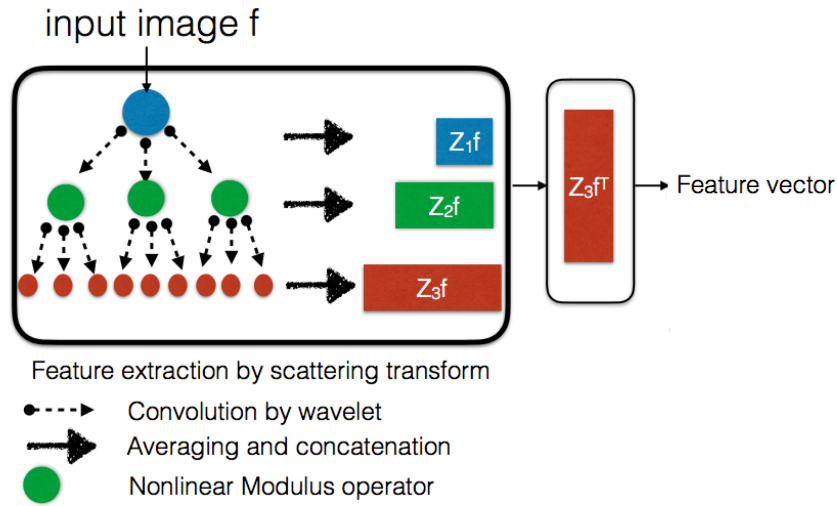 input image f
Z₁f
Z₂f
Z₃fᵀ
Feature vector
Z₃f
Feature extraction by scattering transform
Convolution by wavelet
Averaging and concatenation
Nonlinear Modulus operator